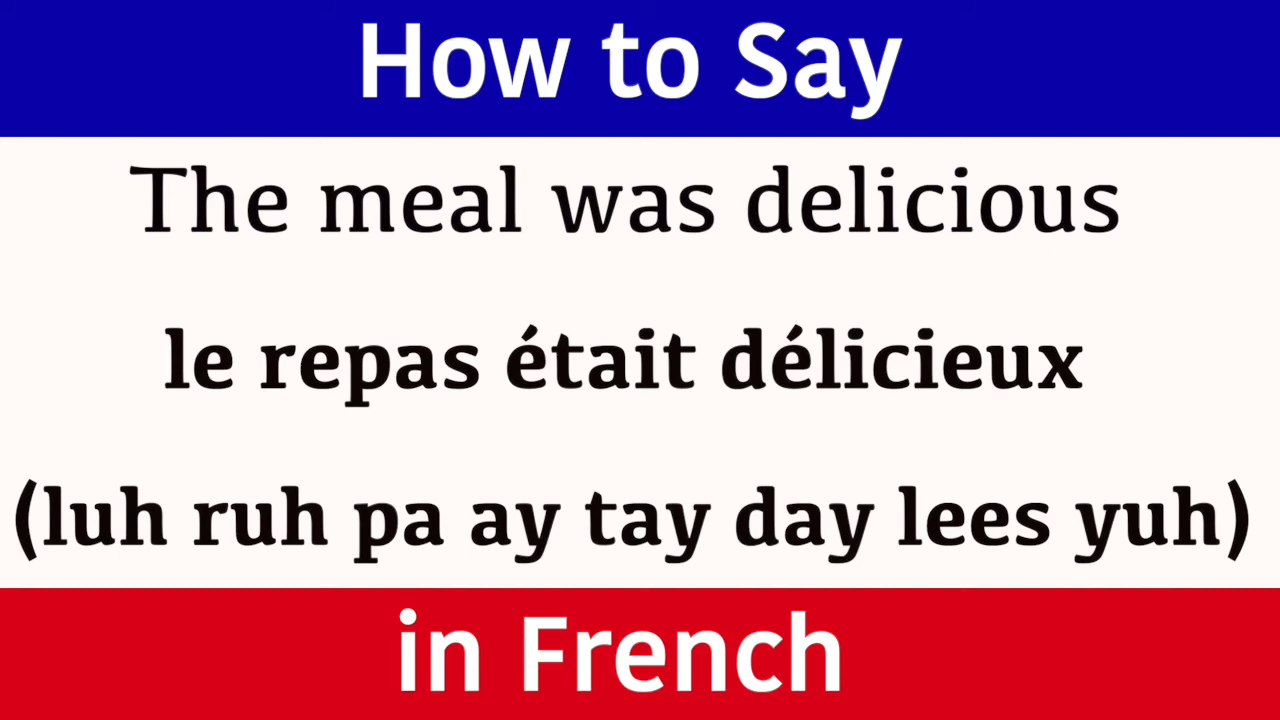 How to Say
The meal was delicious
le repas était délicieux
(luh ruh pa ay tay day lees yuh)
in French